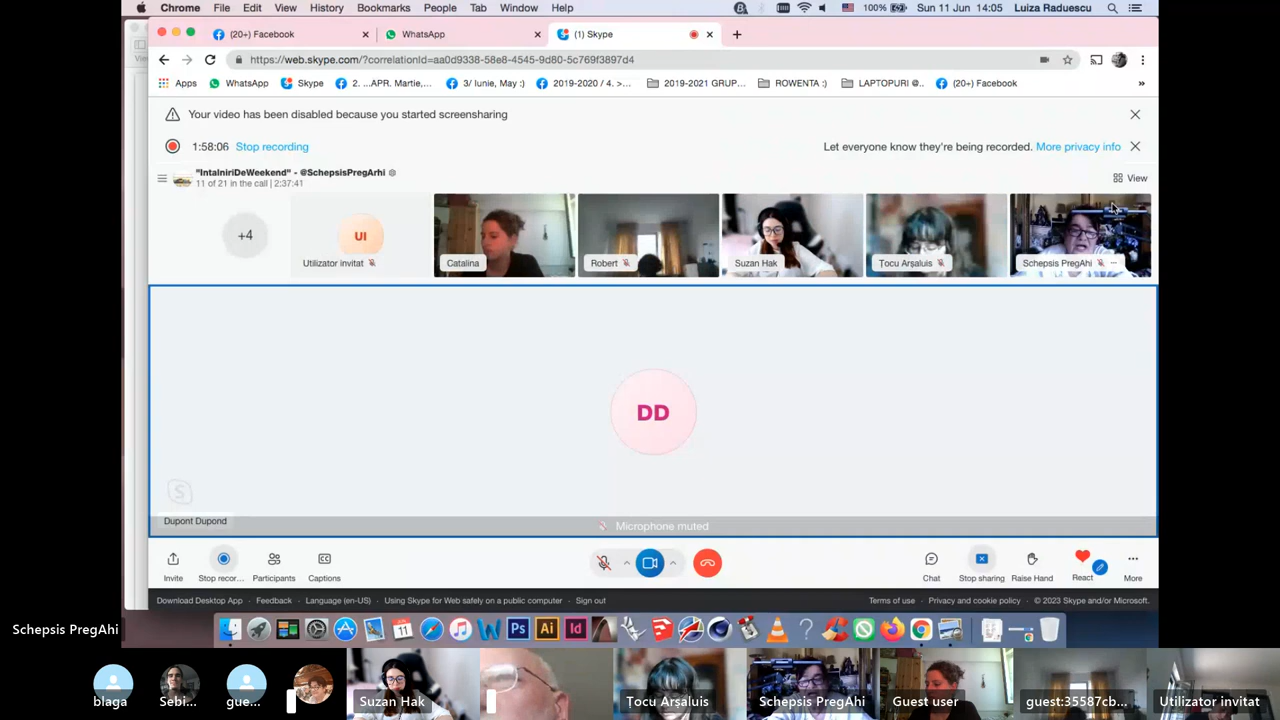 Chrome File Edit View History Bookmarks People Tab Window Help 100% Sun 11 Jun 14:05 Luiza Raduescu
(20+) Facebook WhatsApp (1) Skype
https://web.skype.com/?correlationId=aa0d9338-58e8-4545-9d80-5c769f3897d4
Apps WhatsApp Skype 2. ...APR. Martie,... 3/ Iunie, May :) 2019-2020 / 4. >... 2019-2021 GRUP... ROWENTA :) LAPTOPURI @.. (20+) Facebook »
Your video has been disabled because you started screensharing
1:58:06 Stop recording Let everyone know they're being recorded. More privacy info
"IntalniriDeWeekend" - @SchepsisPregArhi
11 of 21 in the call | 2:37:41
View
+4 UI
Utilizator invitat Catalina Robert Suzan Hak Țocu Arșaluis Schepsis PregAhi
DD
Dupont Dupond
Microphone muted
Invite Stop recor... Participants Captions Chat Stop sharing Raise Hand React More
Download Desktop App Feedback Language (en-US) Using Skype for Web safely on a public computer Sign out Terms of use Privacy and cookie policy © 2023 Skype and/or Microsoft.
11 Ps Ai Id
Schepsis PregAhi
blaga Sebi... gue... Suzan Hak Țocu Arșaluis Schepsis PregAhi Guest user guest:35587cb... Utilizator invitat